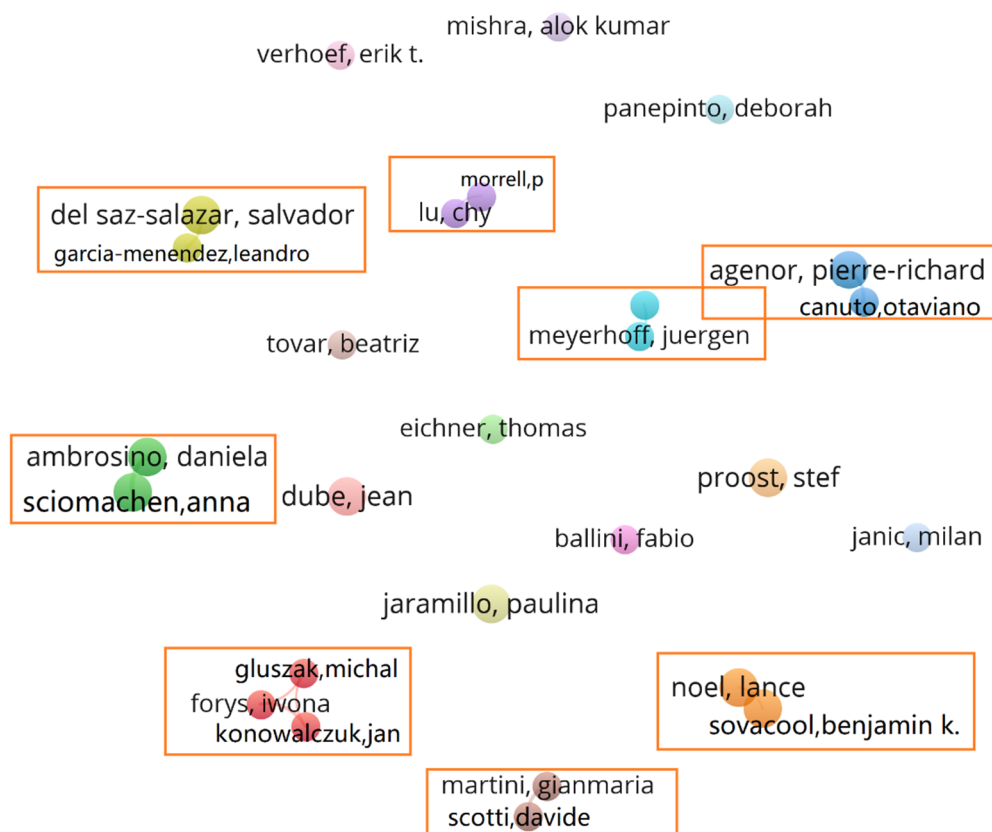 mishra, alok kumar
verhoef, erik t.
panepinto, deborah
morrell,p
lu, chy
del saz-salazar, salvador
garcia-menendez,leandro
agenor, pierre-richard
canuto,otaviano
meyerhoff, juergen
tovar, beatriz
eichner, thomas
ambrosino, daniela
sciomachen,anna
dube, jean
proost, stef
ballini, fabio
janic, milan
jaramillo, paulina
gluszak,michal
forys, iwona
konowalczuk,jan
noel, lance
sovacool,benjamin k.
martini, gianmaria
scotti,davide